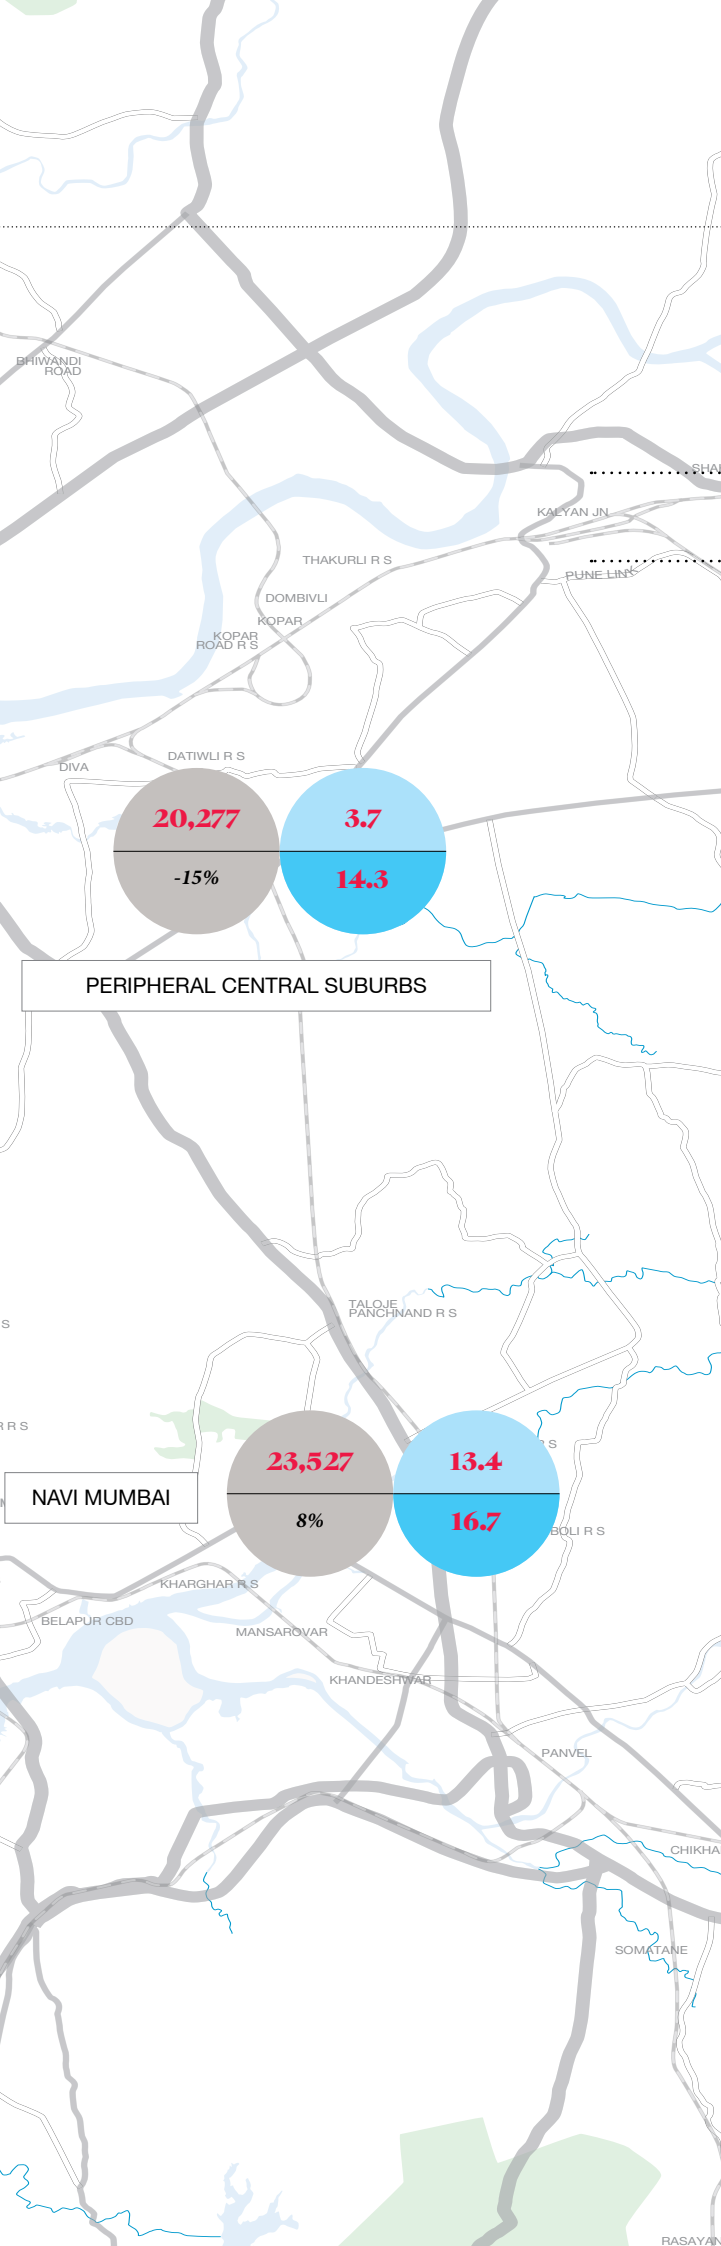 BHIWANDI
ROAD
KALYAN JN
THAKURLI R S
PUNE LIN
DOMBIVLI
KOPAR
KOPAR
ROAD R S
DATIWLI R S
DIVA
20,277
-15%
3.7
14.3
PERIPHERAL CENTRAL SUBURBS
TALOJE
PANCHNAND R S
S
R R S
23,527
8%
13.4
16.7
S
NAVI MUMBAI
BOLI R S
KHARGHAR R S
BELAPUR CBD
MANSAROVAR
KHANDESHWAR
PANVEL
CHIKHA
SOMATANE
RASAYAN